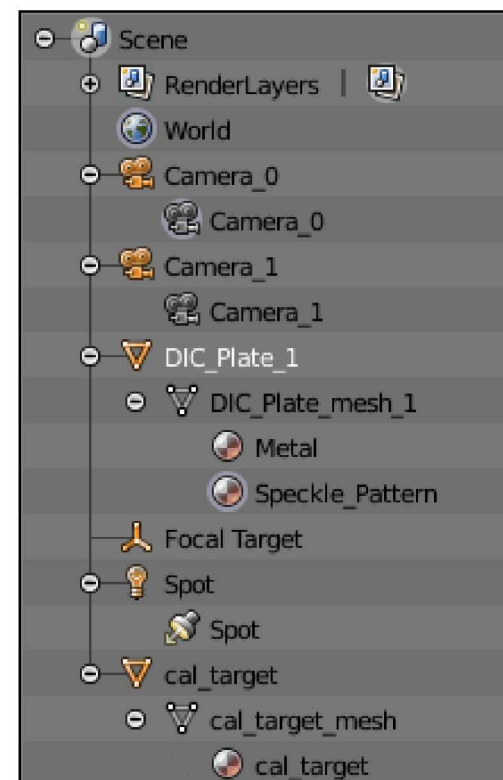 Scene
RenderLayers |
World
Camera_0
Camera_0
Camera_1
Camera_1
DIC_Plate_1
DIC_Plate_mesh_1
Metal
Speckle_Pattern
Focal Target
Spot
Spot
cal_target
cal_target_mesh
cal_target